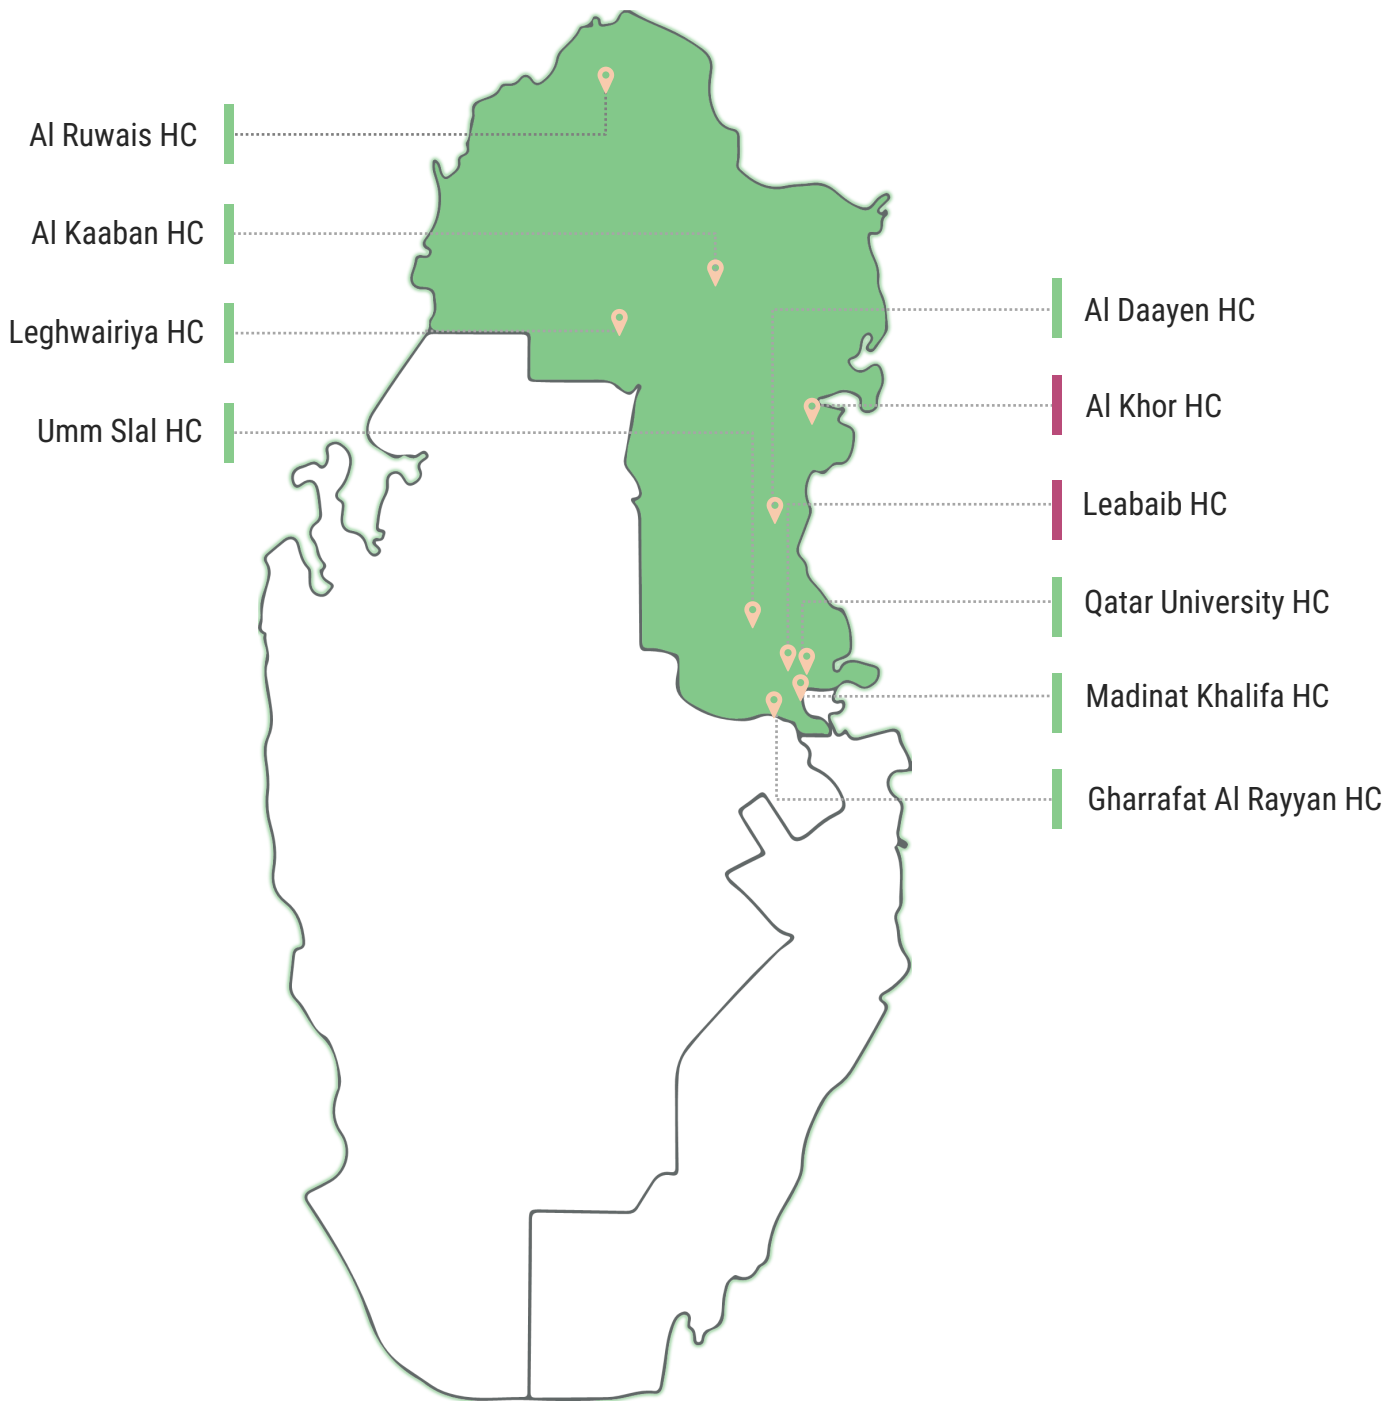 Al Ruwais HC
Al Kaaban HC
Leghwairiya HC
Umm Slal HC
Al Daayen HC
Al Khor HC
Leabaib HC
Qatar University HC
Madinat Khalifa HC
Gharrafat Al Rayyan HC